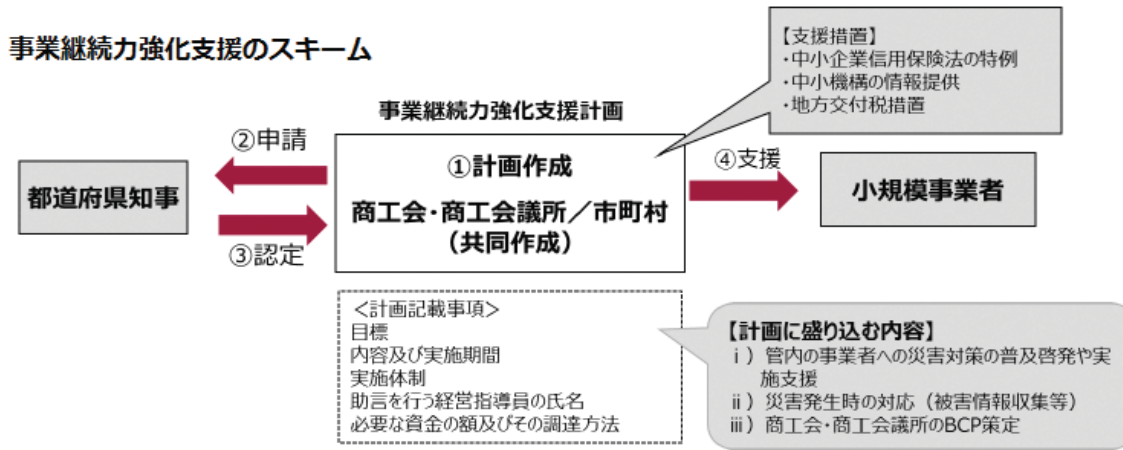 事業継続力強化支援のスキーム
【支援措置】
・中小企業信用保険法の特例
・中小機構の情報提供
・地方交付税措置
事業継続力強化支援計画
②申請
①計画作成
④支援
都道府県知事
商工会・商工会議所／市町村
（共同作成）
小規模事業者
③認定
＜計画記載事項＞
目標
内容及び実施期間
実施体制
助言を行う経営指導員の氏名
必要な資金の額及びその調達方法
【計画に盛り込む内容】
ⅰ）管内の事業者への災害対策の普及啓発や実
施支援
ⅱ）災害発生時の対応（被害情報収集等）
ⅲ）商工会・商工会議所のBCP策定